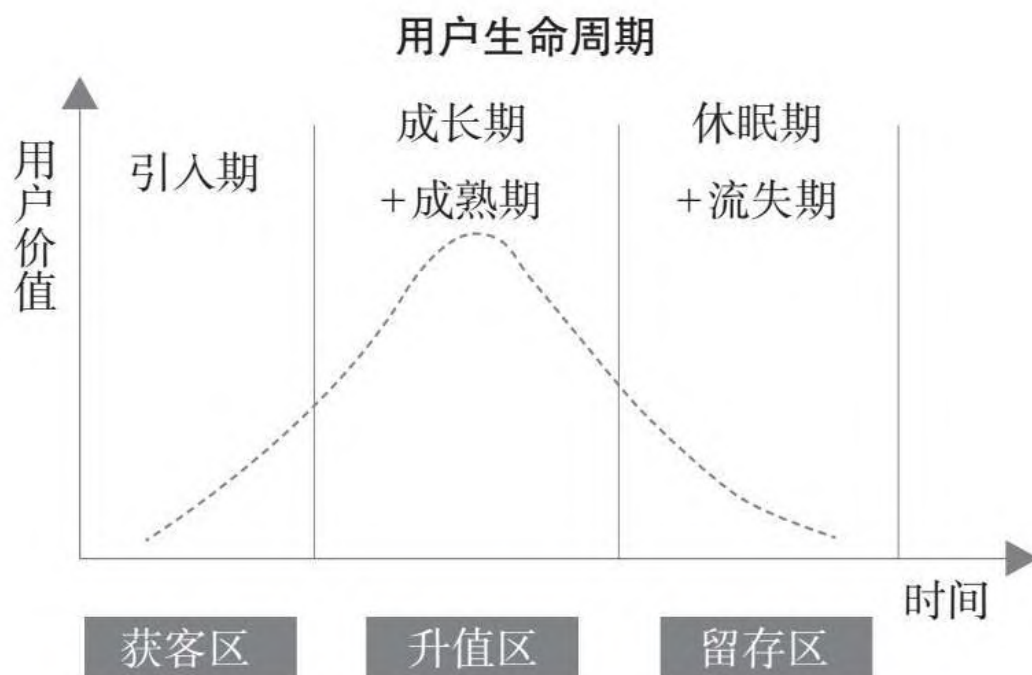 用户生命周期
用户价值
引入期
成长期
+成熟期
休眠期
+流失期
时间
获客区
升值区
留存区